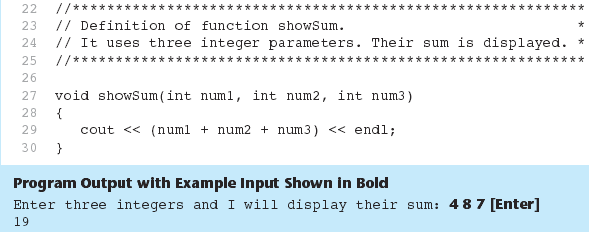 22 //************************************************************
23 // Definition of function showSum. *
24 // It uses three integer parameters. Their sum is displayed. *
25 //************************************************************
26
27 void showSum(int num1, int num2, int num3)
28 {
29 cout << (num1 + num2 + num3) << endl;
30 }
Program Output with Example Input Shown in Bold
Enter three integers and I will display their sum: 4 8 7 [Enter]
19